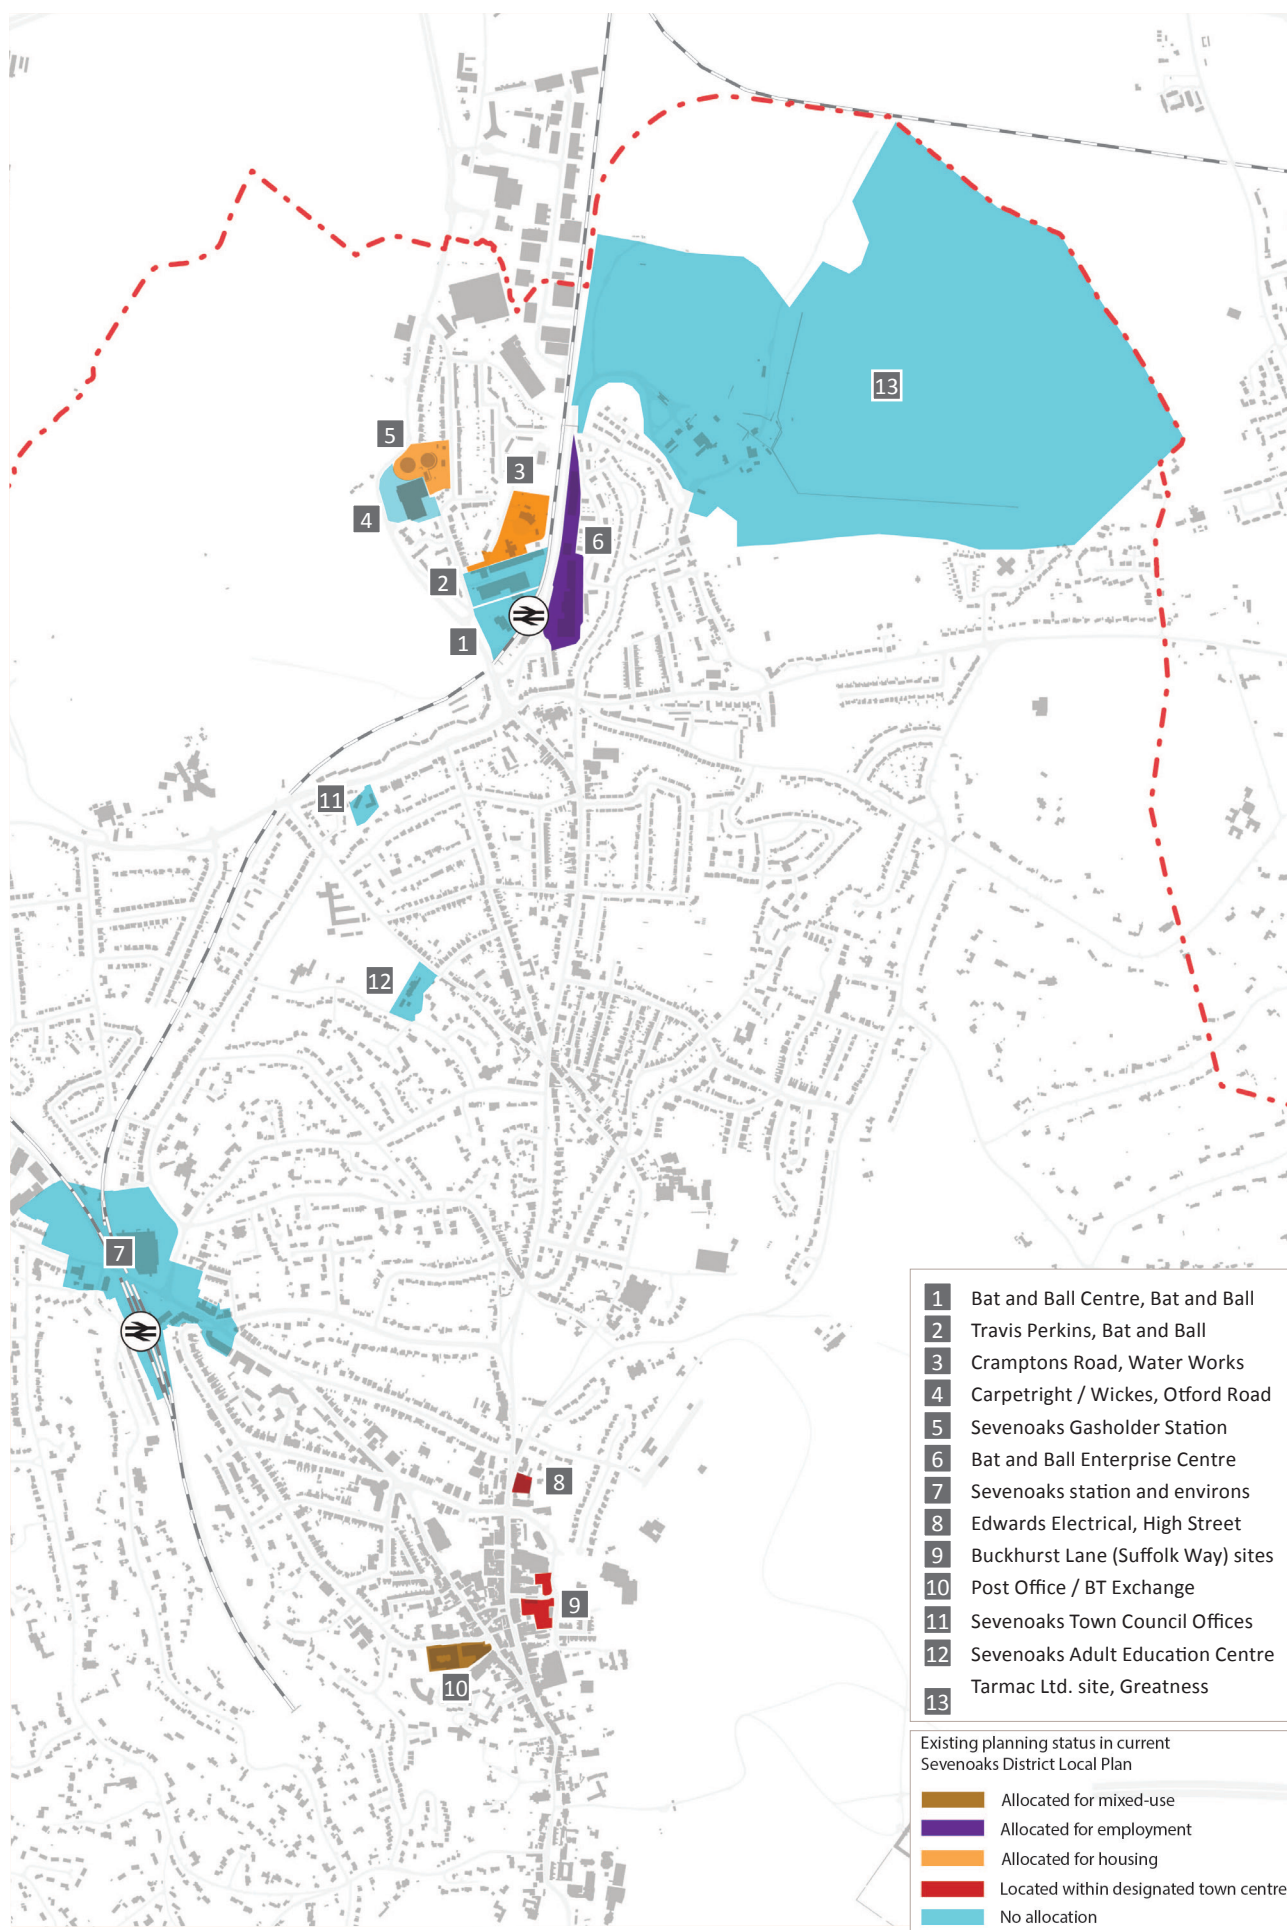 13
5
3
4
6
2
1
11
12
7
8
9
10
1 Bat and Ball Centre, Bat and Ball
2 Travis Perkins, Bat and Ball
3 Cramptons Road, Water Works
4 Carpetright / Wickes, Otford Road
5 Sevenoaks Gasholder Station
6 Bat and Ball Enterprise Centre
7 Sevenoaks station and environs
8 Edwards Electrical, High Street
9 Buckhurst Lane (Suffolk Way) sites
10 Post Office / BT Exchange
11 Sevenoaks Town Council Offices
12 Sevenoaks Adult Education Centre
13 Tarmac Ltd. site, Greatness
Existing planning status in current
Sevenoaks District Local Plan
Allocated for mixed-use
Allocated for employment
Allocated for housing
Located within designated town centre
No allocation